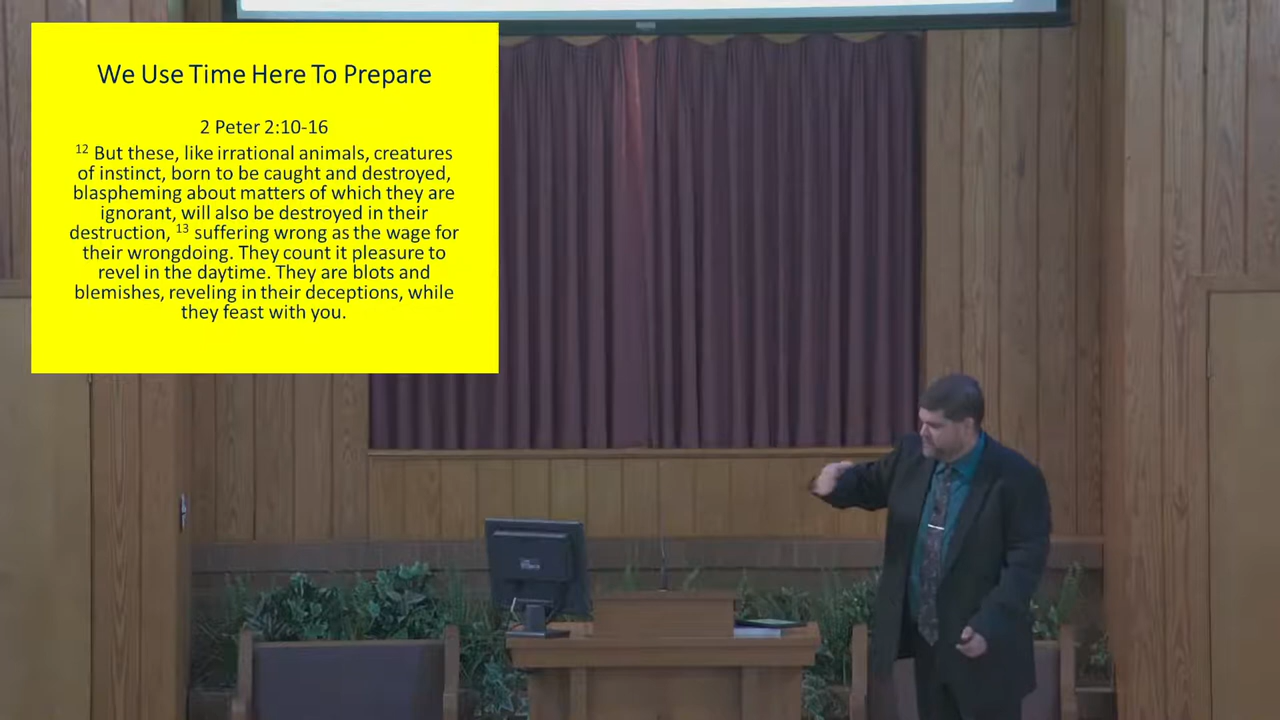 We Use Time Here To Prepare
2 Peter 2:10-16
12 But these, like irrational animals, creatures
of instinct, born to be caught and destroyed,
blaspheming about matters of which they are
ignorant, will also be destroyed in their
destruction, 13 suffering wrong as the wage for
their wrongdoing. They count it pleasure to
revel in the daytime. They are blots and
blemishes, reveling in their deceptions, while
they feast with you.